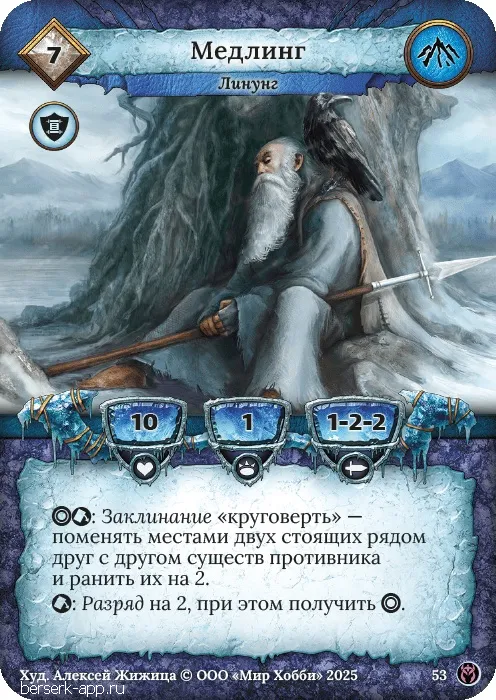 7
Медлинг
Линунг
10
1
1-2-2
: Заклинание «круговерть» —
поменять местами двух стоящих рядом
друг с другом существ противника
и ранить их на 2.
: Разряд на 2, при этом получить .
Худ. Алексей Жижица © ООО «Мир Хобби» 2025
53
berserk-app.ru